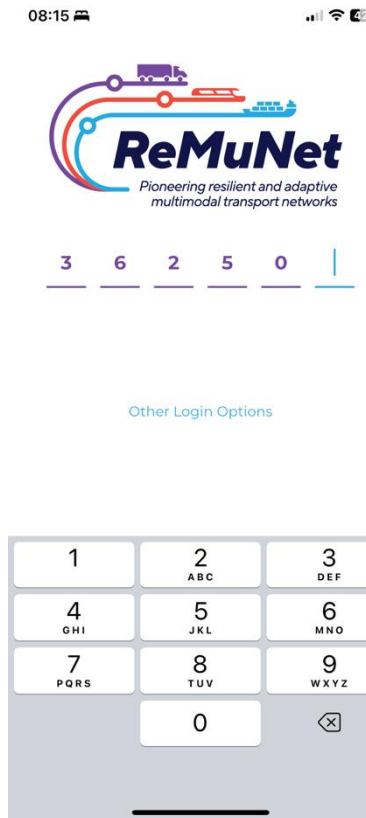 08:15
ReMuNet
Pioneering resilient and adaptive
multimodal transport networks
3 6 2 5 0
Other Login Options
1 2 3
ABC DEF
4 5 6
GHI JKL MNO
7 8 9
PQRS TUV WXYZ
0